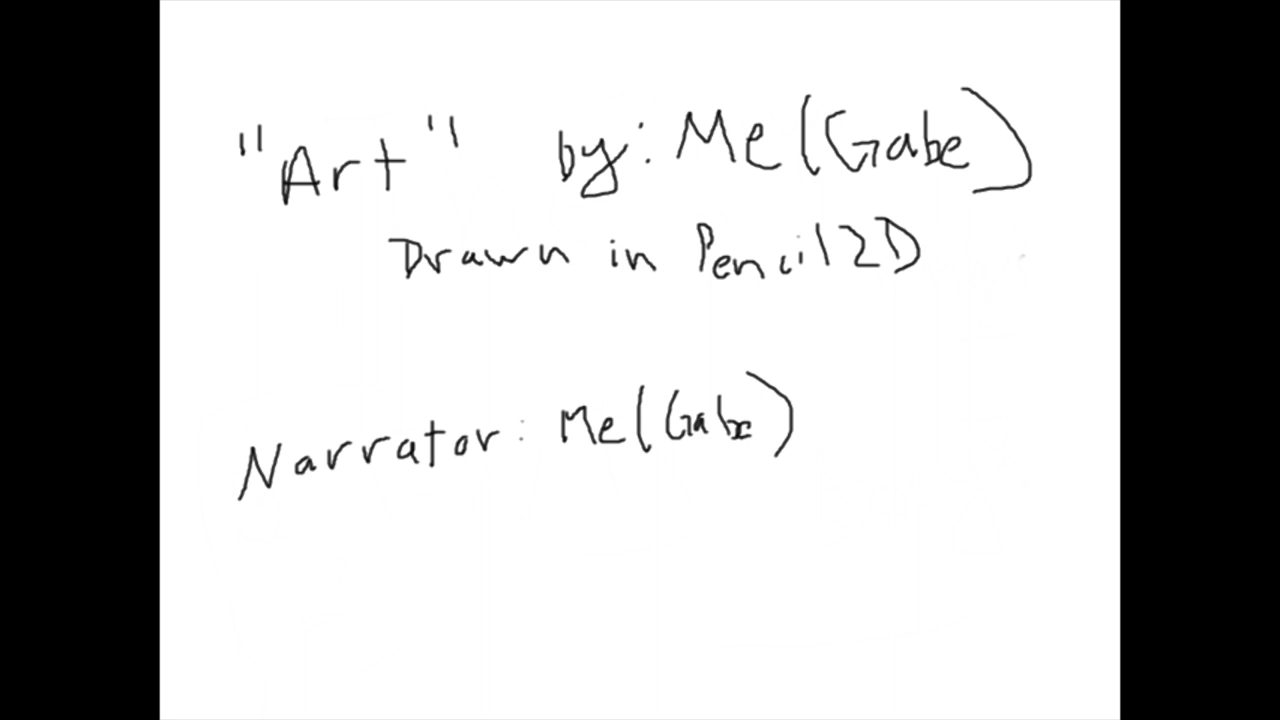 "Art" by: Me (Gabe)
Drawn in Pencil2D
Narrator: Me (Gabe)